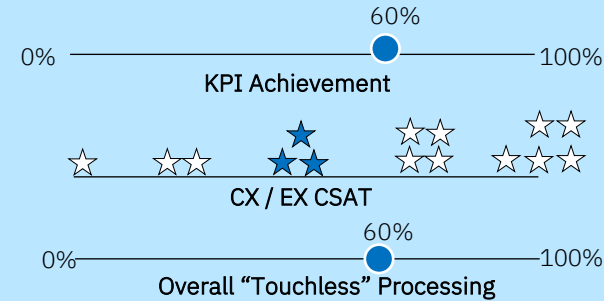 60%
0% 100%
KPI Achievement
CX / EX CSAT
60%
0% 100%
Overall “Touchless” Processing